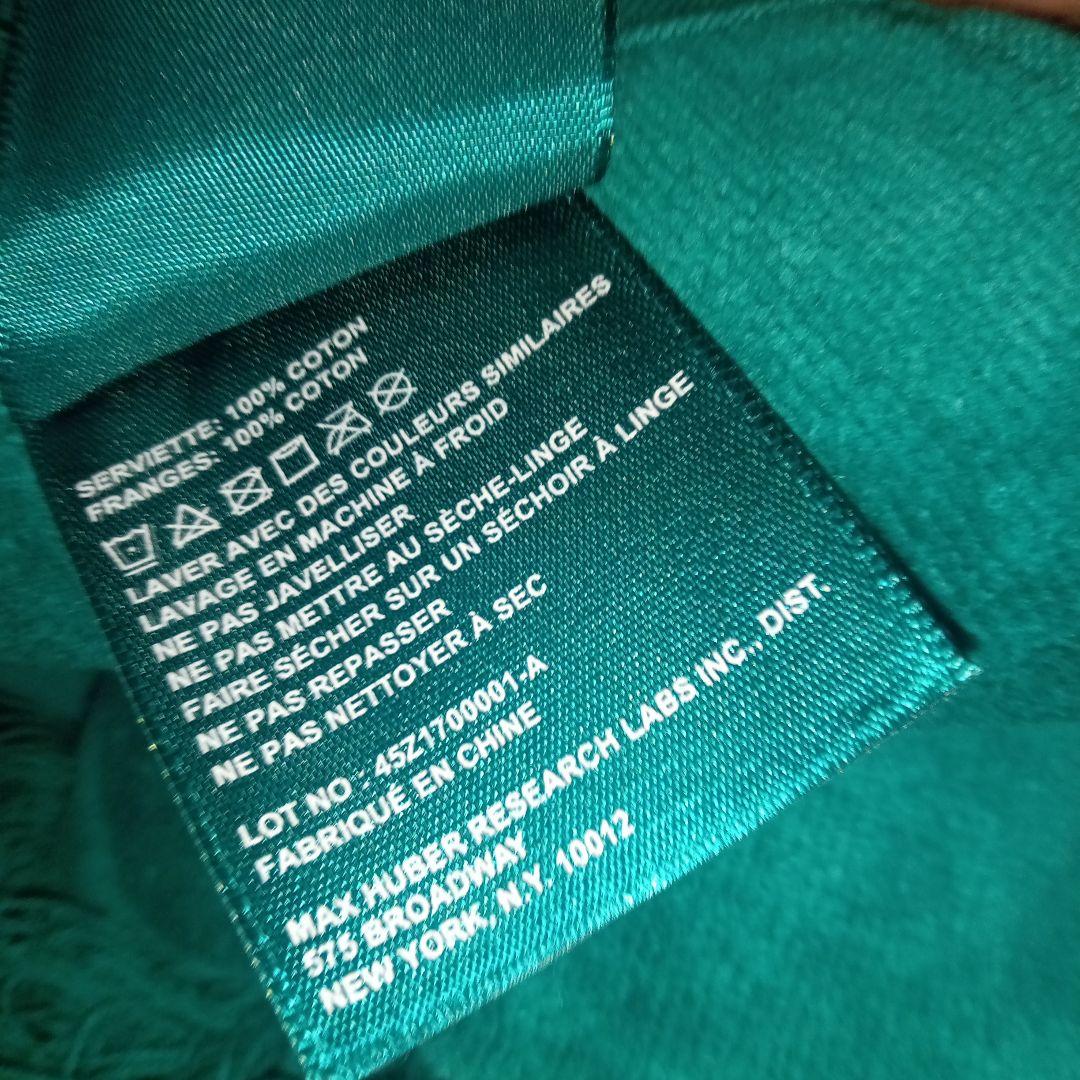 SERVIETTE: 100% COTON
FRANGES: 100% COTON
LAVER AVEC DES COULEURS SIMILAIRES
LAVAGE EN MACHINE À FROID
NE PAS JAVELLISER
NE PAS METTRE AU SÈCHE-LINGE
FAIRE SÉCHER SUR UN SÉCHOIR À LINGE
NE PAS REPASSER
NE PAS NETTOYER À SEC
LOT NO - 45Z1700001-A
FABRIQUÉ EN CHINE
MAX HUBER RESEARCH LABS INC., DIST.
575 BROADWAY
NEW YORK, N.Y. 10012